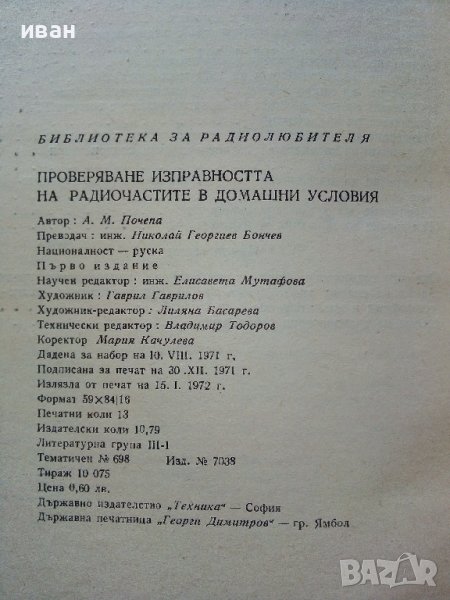 иван
БИБЛИОТЕКА ЗА РАДИОЛЮБИТЕЛЯ
ПРОВЕРЯВАНЕ ИЗПРАВНОСТТА
НА РАДИОЧАСТИТЕ В ДОМАШНИ УСЛОВИЯ
Автор : А. М. Почепа
Преводач : инж. Николай Георгиев Бончев
Националност — руска
Първо издание
Научен редактор : инж. Елисавета Мутафова
Художник : Гаврил Гаврилов
Художник-редактор : Лиляна Басарева
Технически редактор : Владимир Тодоров
Коректор Мария Качулева
Дадена за набор на 10. VIII. 1971 г.
Подписана за печат на 30. XII. 1971 г.
Излязла от печат на 15. I. 1972 г.
Формат 59×84|16
Печатни коли 13
Издателски коли 10,79
Литературна група III-1
Тематичен № 698 Изд. № 7038
Тираж 10 075
Цена 0,60 лв.
Държавно издателство „Техника“ — София
Държавна печатница „Георги Димитров“ — гр. Ямбол
BAZAR